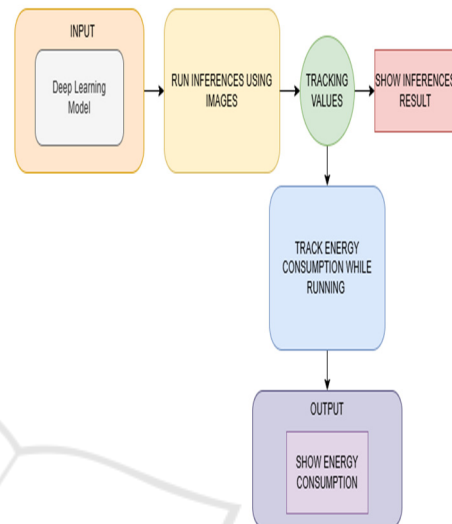 INPUT
Deep Learning
Model
RUN INFERENCES USING
IMAGES
TRACKING
VALUES
SHOW INFERENCES
RESULT
TRACK ENERGY
CONSUMPTION WHILE
RUNNING
OUTPUT
SHOW ENERGY
CONSUMPTION